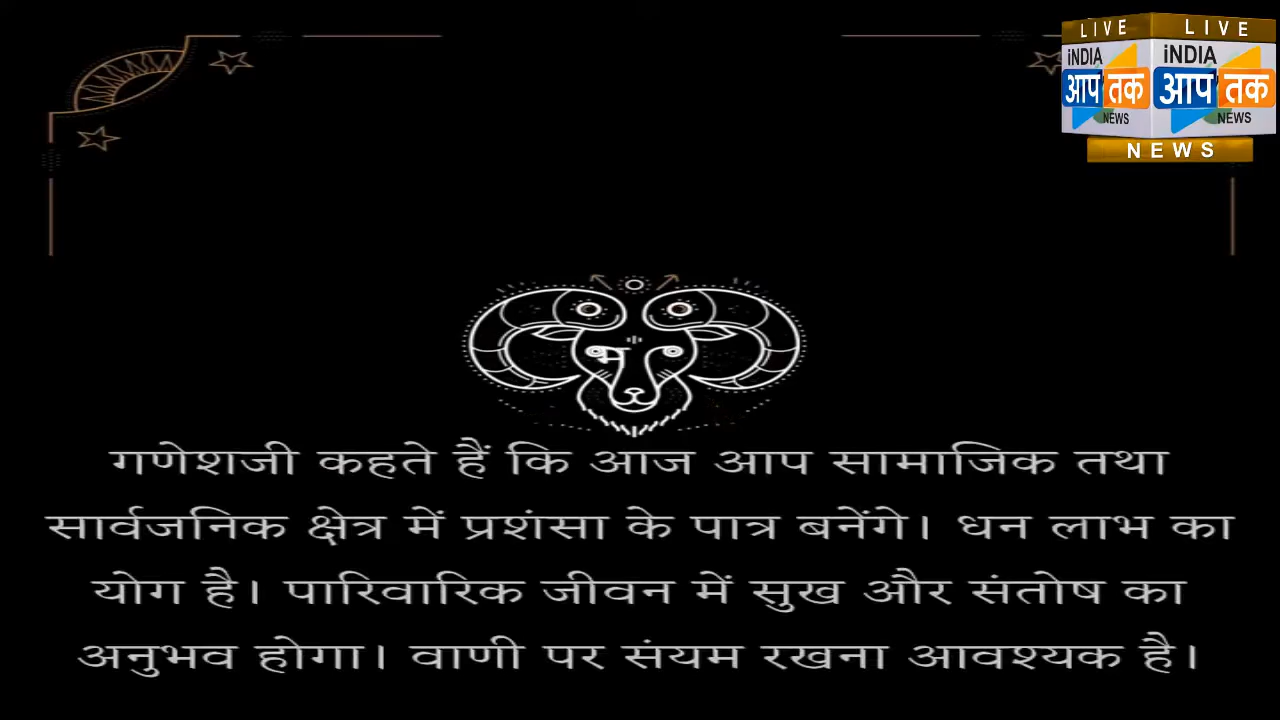 LIVE LIVE
iNDIA iNDIA
आप तक आप तक
NEWS NEWS
NEWS
गणेशजी कहते हैं कि आज आप सामाजिक तथा
सार्वजनिक क्षेत्र में प्रशंसा के पात्र बनेंगे। धन लाभ का
योग है। पारिवारिक जीवन में सुख और संतोष का
अनुभव होगा। वाणी पर संयम रखना आवश्यक है।